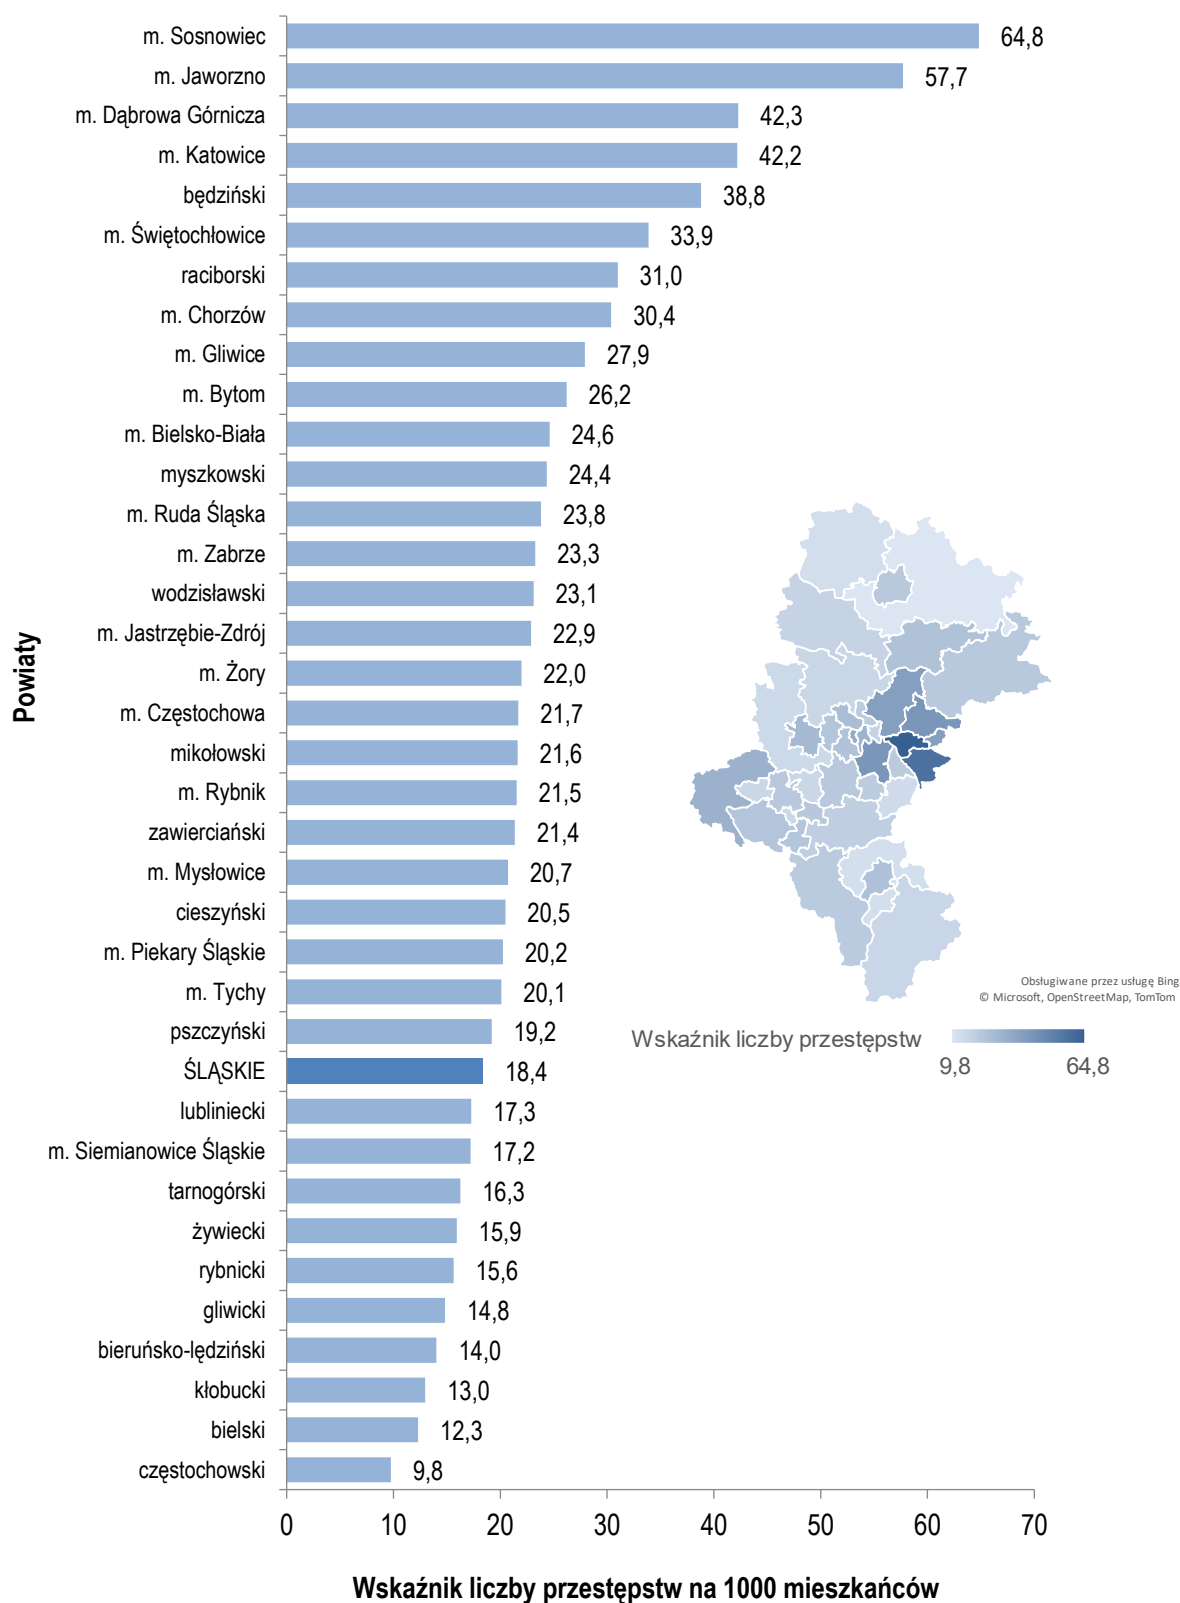 m. Sosnowiec 64,8
m. Jaworzno 57,7
m. Dąbrowa Górnicza 42,3
m. Katowice 42,2
będziński 38,8
m. Świętochłowice 33,9
raciborski 31,0
m. Chorzów 30,4
m. Gliwice 27,9
m. Bytom 26,2
m. Bielsko-Biała 24,6
myszkowski 24,4
m. Ruda Śląska 23,8
m. Zabrze 23,3
wodzisławski 23,1
m. Jastrzębie-Zdrój 22,9
m. Żory 22,0
m. Częstochowa 21,7
mikołowski 21,6
m. Rybnik 21,5
zawierciański 21,4
m. Mysłowice 20,7
cieszyński 20,5
m. Piekary Śląskie 20,2
m. Tychy 20,1
pszczyński 19,2
ŚLĄSKIE 18,4
lubliniecki 17,3
m. Siemianowice Śląskie 17,2
tarnogórski 16,3
żywiecki 15,9
rybnicki 15,6
gliwicki 14,8
bieruńsko-lędziński 14,0
kłobucki 13,0
bielski 12,3
częstochowski 9,8
Powiaty
0 10 20 30 40 50 60 70
Wskaźnik liczby przestępstw na 1000 mieszkańców
Obsługiwane przez usługę Bing
© Microsoft, OpenStreetMap, TomTom
Wskaźnik liczby przestępstw
9,8 64,8